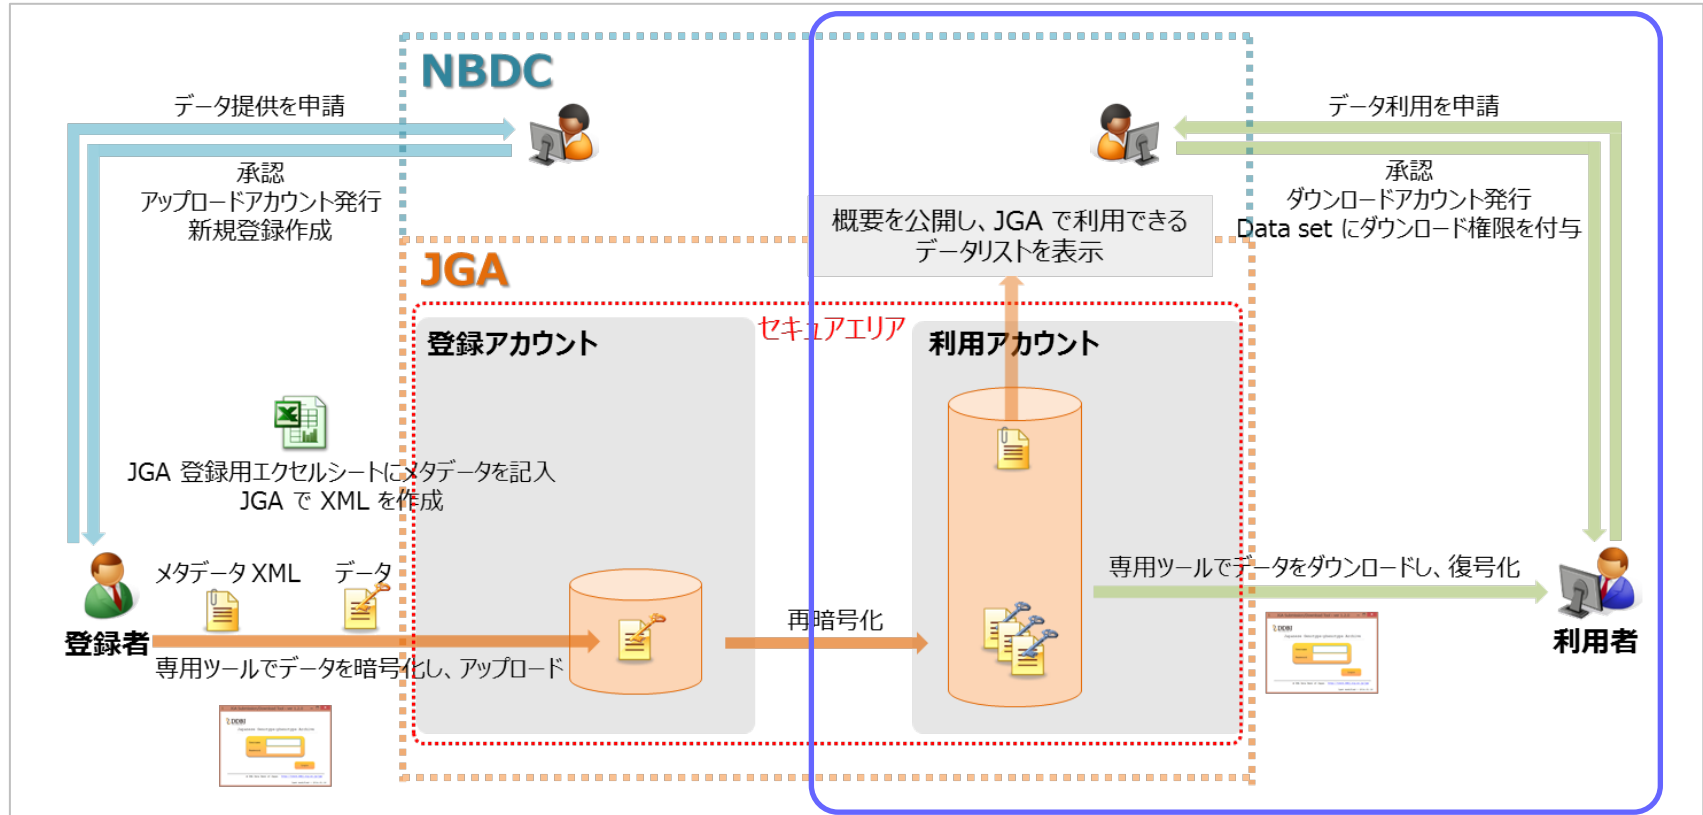 NBDC
データ提供を申請
データ利用を申請
承認
アップロードアカウント発行
新規登録作成
承認
ダウンロードアカウント発行
Data set にダウンロード権限を付与
概要を公開し、JGA で利用できる
データリストを表示
JGA
セキュアエリア
登録アカウント
利用アカウント
JGA 登録用エクセルシートにメタデータを記入
JGA で XML を作成
メタデータ XML
データ
専用ツールでデータをダウンロードし、復号化
再暗号化
登録者
利用者
専用ツールでデータを暗号化し、アップロード
DDBJ
Japanese Genotype-phenotype Archive
DDBJ
Japanese Genotype-phenotype Archive